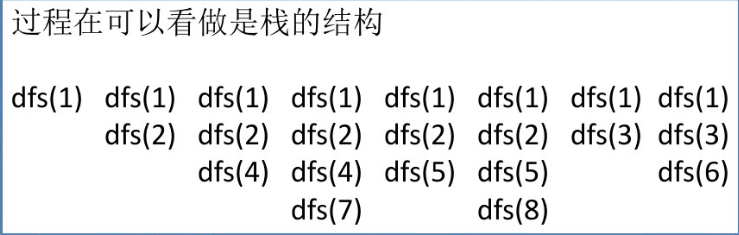 过程在可以看做是栈的结构
dfs(1) dfs(1) dfs(1) dfs(1) dfs(1) dfs(1) dfs(1) dfs(1)
dfs(2) dfs(2) dfs(2) dfs(2) dfs(2) dfs(3) dfs(3)
dfs(4) dfs(4) dfs(5) dfs(5) dfs(6)
dfs(7) dfs(8)